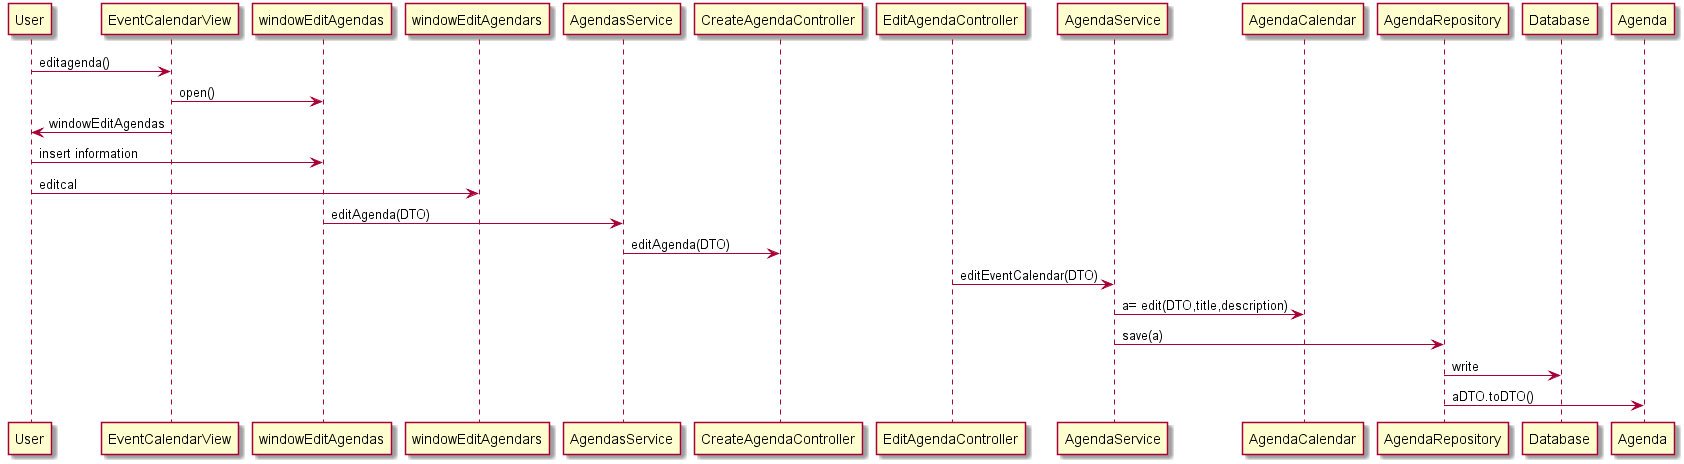 User EventCalendarView windowEditAgendas windowEditAgendars AgendasService CreateAgendaController EditAgendaController AgendaService AgendaCalendar AgendaRepository Database Agenda
editagenda()
open()
windowEditAgendas
insert information
editcal
editAgenda(DTO)
editAgenda(DTO)
editEventCalendar(DTO)
a= edit(DTO,title,description)
save(a)
write
aDTO.toDTO()
User EventCalendarView windowEditAgendas windowEditAgendars AgendasService CreateAgendaController EditAgendaController AgendaService AgendaCalendar AgendaRepository Database Agenda